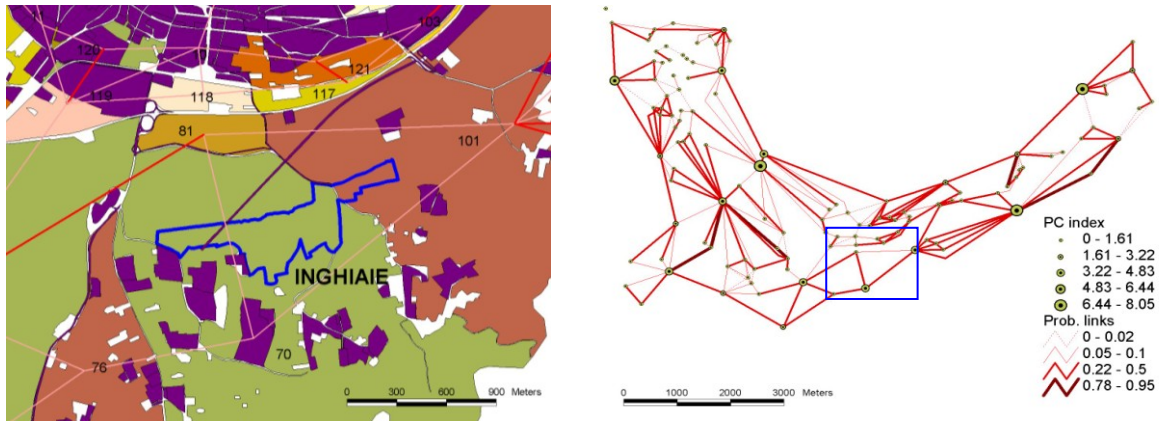 103
120
121
119
118
117
81
101
INGHIAIE
70
76
0 300 600 900 Meters
PC index
0 - 1.61
1.61 - 3.22
3.22 - 4.83
4.83 - 6.44
6.44 - 8.05
Prob. links
0 - 0.02
0.05 - 0.1
0.22 - 0.5
0.78 - 0.95
0 1000 2000 3000 Meters